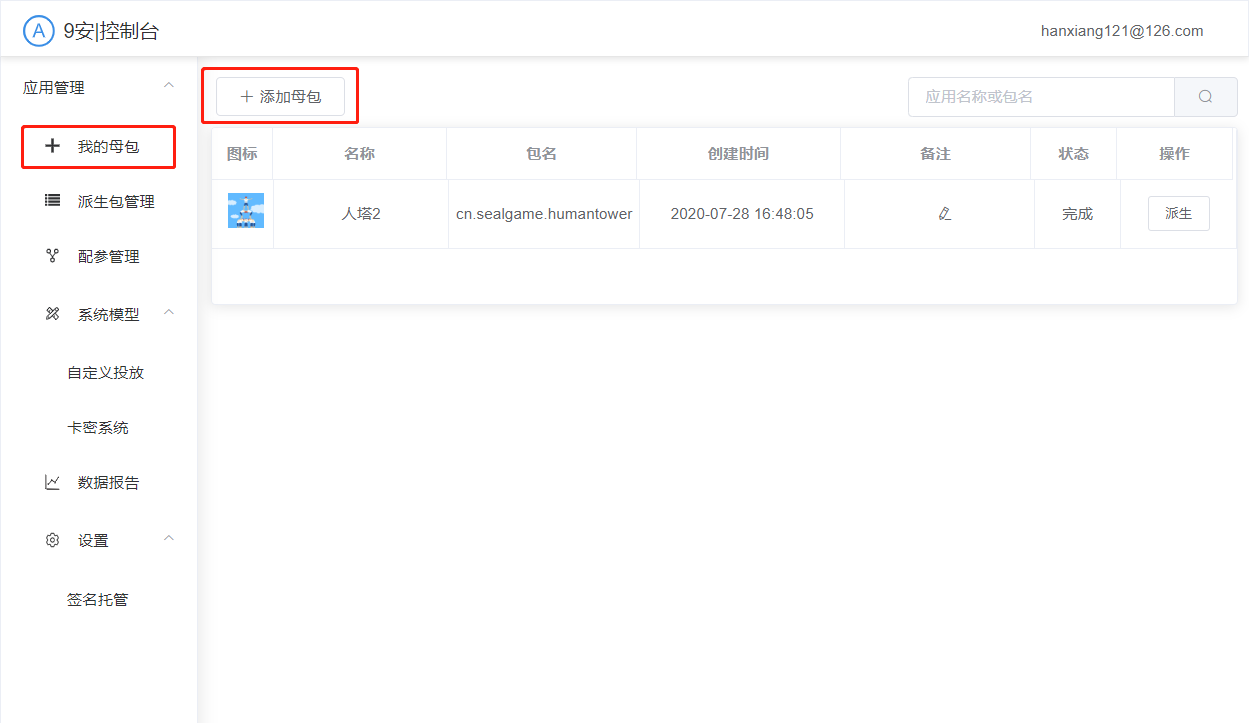 A 9安|控制台
hanxiang121@126.com
应用管理
我的母包
派生包管理
配参管理
系统模型
自定义投放
卡密系统
数据报告
设置
签名托管
添加母包
应用名称或包名
图标 名称 包名 创建时间 备注 状态 操作
人塔2 cn.sealgame.humantower 2020-07-28 16:48:05 完成 派生